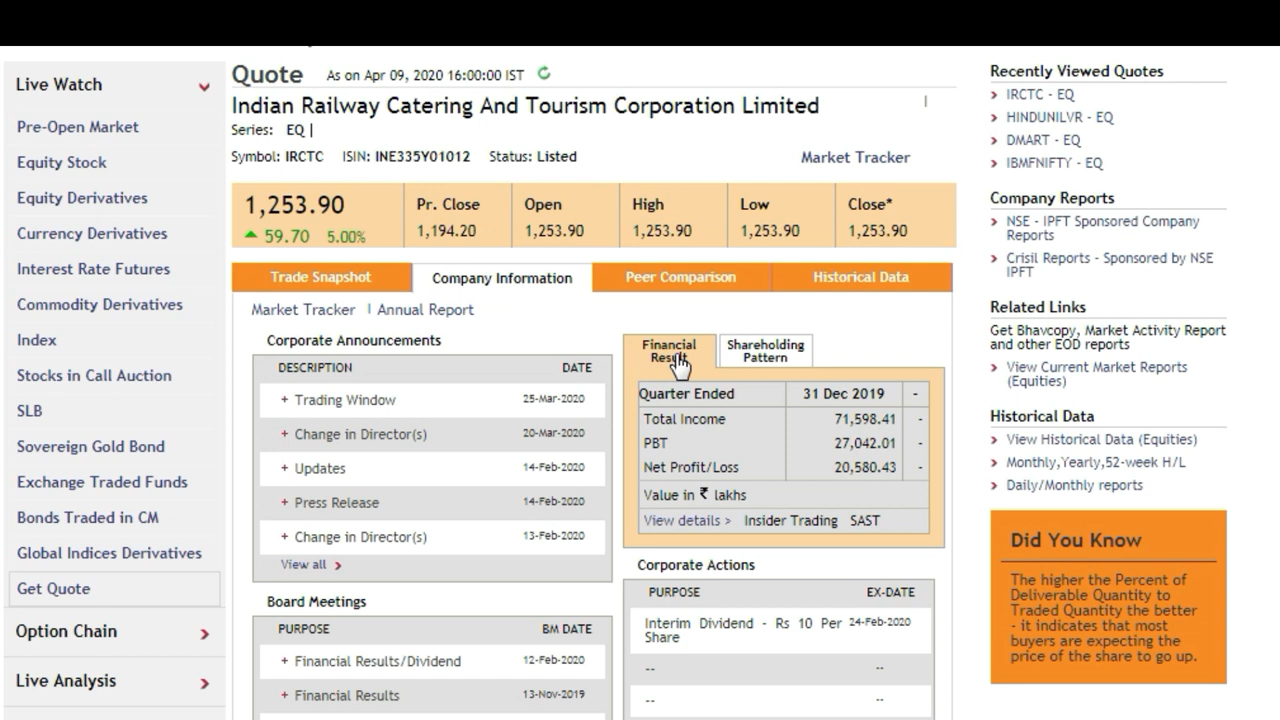 Live Watch
Pre-Open Market
Equity Stock
Equity Derivatives
Currency Derivatives
Interest Rate Futures
Commodity Derivatives
Index
Stocks in Call Auction
SLB
Sovereign Gold Bond
Exchange Traded Funds
Bonds Traded in CM
Global Indices Derivatives
Get Quote
Option Chain
Live Analysis
Quote As on Apr 09, 2020 16:00:00 IST
Indian Railway Catering And Tourism Corporation Limited
Series: EQ |
Symbol: IRCTC ISIN: INE335Y01012 Status: Listed Market Tracker
1,253.90 Pr. Close Open High Low Close*
59.70 5.00% 1,194.20 1,253.90 1,253.90 1,253.90 1,253.90
Trade Snapshot Company Information Peer Comparison Historical Data
Market Tracker | Annual Report
Corporate Announcements
DESCRIPTION DATE
+ Trading Window 25-Mar-2020
+ Change in Director(s) 20-Mar-2020
+ Updates 14-Feb-2020
+ Press Release 14-Feb-2020
+ Change in Director(s) 13-Feb-2020
View all >
Board Meetings
PURPOSE BM DATE
+ Financial Results/Dividend 12-Feb-2020
+ Financial Results 13-Nov-2019
Financial Result
Shareholding Pattern
Quarter Ended 31 Dec 2019 -
Total Income 71,598.41 -
PBT 27,042.01 -
Net Profit/Loss 20,580.43 -
Value in ₹ lakhs
View details > Insider Trading SAST
Corporate Actions
PURPOSE EX-DATE
Interim Dividend - Rs 10 Per 24-Feb-2020
Share
-- --
-- --
Recently Viewed Quotes
> IRCTC - EQ
> HINDUNILVR - EQ
> DMART - EQ
> IBMFNIFTY - EQ
Company Reports
> NSE - IPFT Sponsored Company
Reports
> Crisil Reports - Sponsored by NSE
IPFT
Related Links
Get Bhavcopy, Market Activity Report
and other EOD reports
> View Current Market Reports
(Equities)
Historical Data
> View Historical Data (Equities)
> Monthly,Yearly,52-week H/L
> Daily/Monthly reports
Did You Know
The higher the Percent of
Deliverable Quantity to
Traded Quantity the better
- it indicates that most
buyers are expecting the
price of the share to go up.